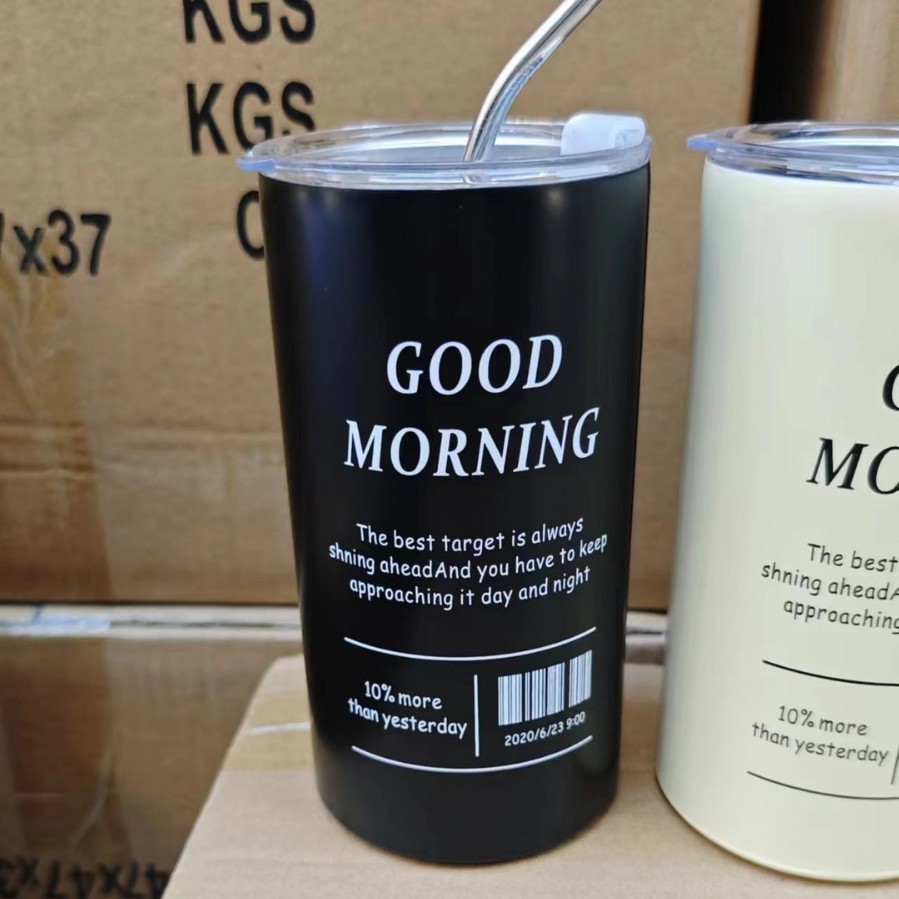 KGS
KGS
x37
GOOD
MORNING
The best target is always
shning aheadAnd you have to keep
approaching it day and night
10% more
than yesterday
2020/6/23 9:00
MO
The best
shning ahead
approaching
10% more
than yesterday
47x47x3